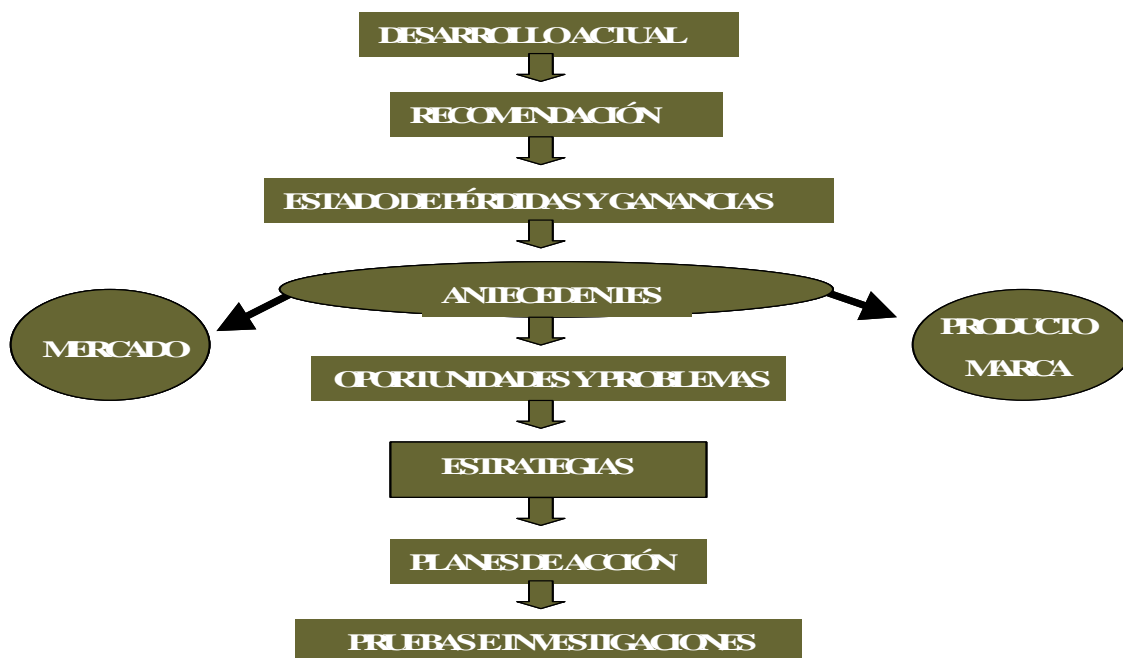 DESARROLLO ACTUAL
RECOMENDACIÓN
ESTADO DE PÉRDIDAS Y GANANCIAS
ANTECEDENTES
MERCADO
PRODUCTO
MARCA
OPORTUNIDADES Y PROBLEMAS
ESTRATEGIAS
PLANES DE ACCIÓN
PRUEBAS E INVESTIGACIONES